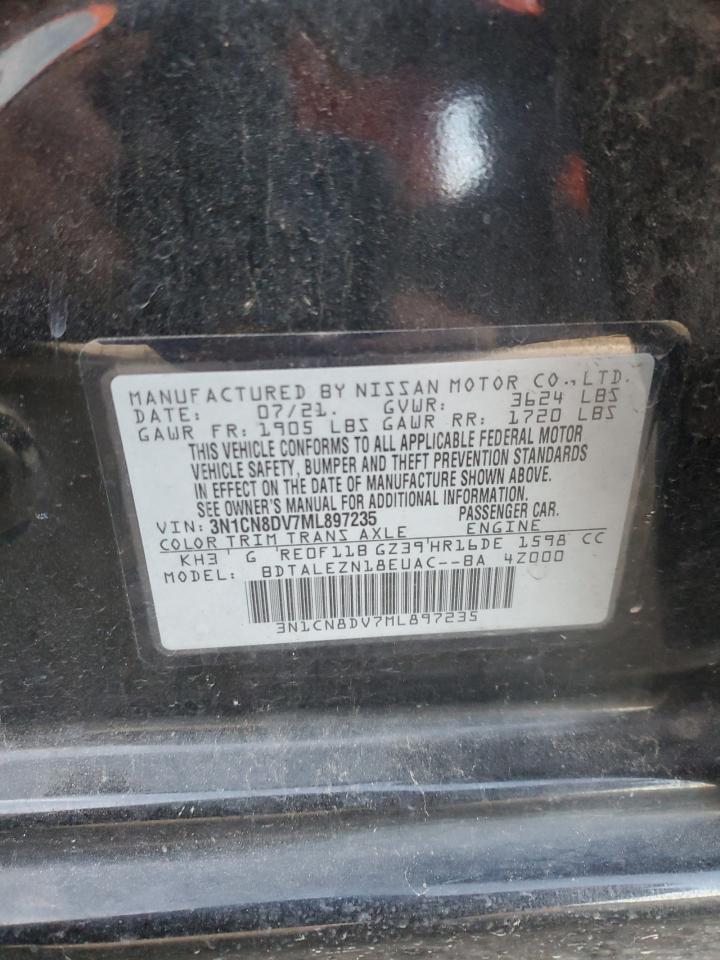 MANUFACTURED BY NISSAN MOTOR CO., LTD.
DATE: 07/21. GVWR: 3624 LBS
GAWR FR: 1905 LBS GAWR RR: 1720 LBS
THIS VEHICLE CONFORMS TO ALL APPLICABLE FEDERAL MOTOR
VEHICLE SAFETY, BUMPER AND THEFT PREVENTION STANDARDS
IN EFFECT ON THE DATE OF MANUFACTURE SHOWN ABOVE.
SEE OWNER'S MANUAL FOR ADDITIONAL INFORMATION.
VIN: 3N1CN8DV7ML897235 PASSENGER CAR.
COLOR TRIM TRANS AXLE ENGINE
KH3 G RE0F11B GZ39 HR16DE 1598 CC
MODEL: BDTALEZN18EUAC--BA 4Z000
3N1CN8DV7ML897235